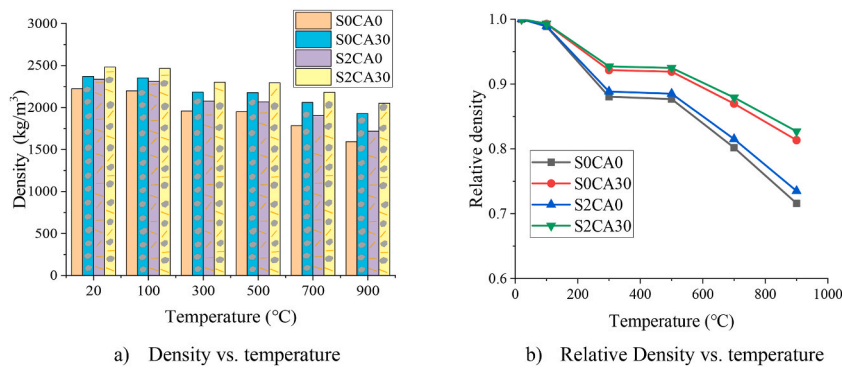 3000
2500
2000
1500
1000
500
0
Density (kg/m³)
S0CA0
S0CA30
S2CA0
S2CA30
20 100 300 500 700 900
Temperature (℃)
a) Density vs. temperature
1.0
0.9
0.8
0.7
0.6
Relative density
S0CA0
S0CA30
S2CA0
S2CA30
0 200 400 600 800 1000
Temperature (℃)
b) Relative Density vs. temperature